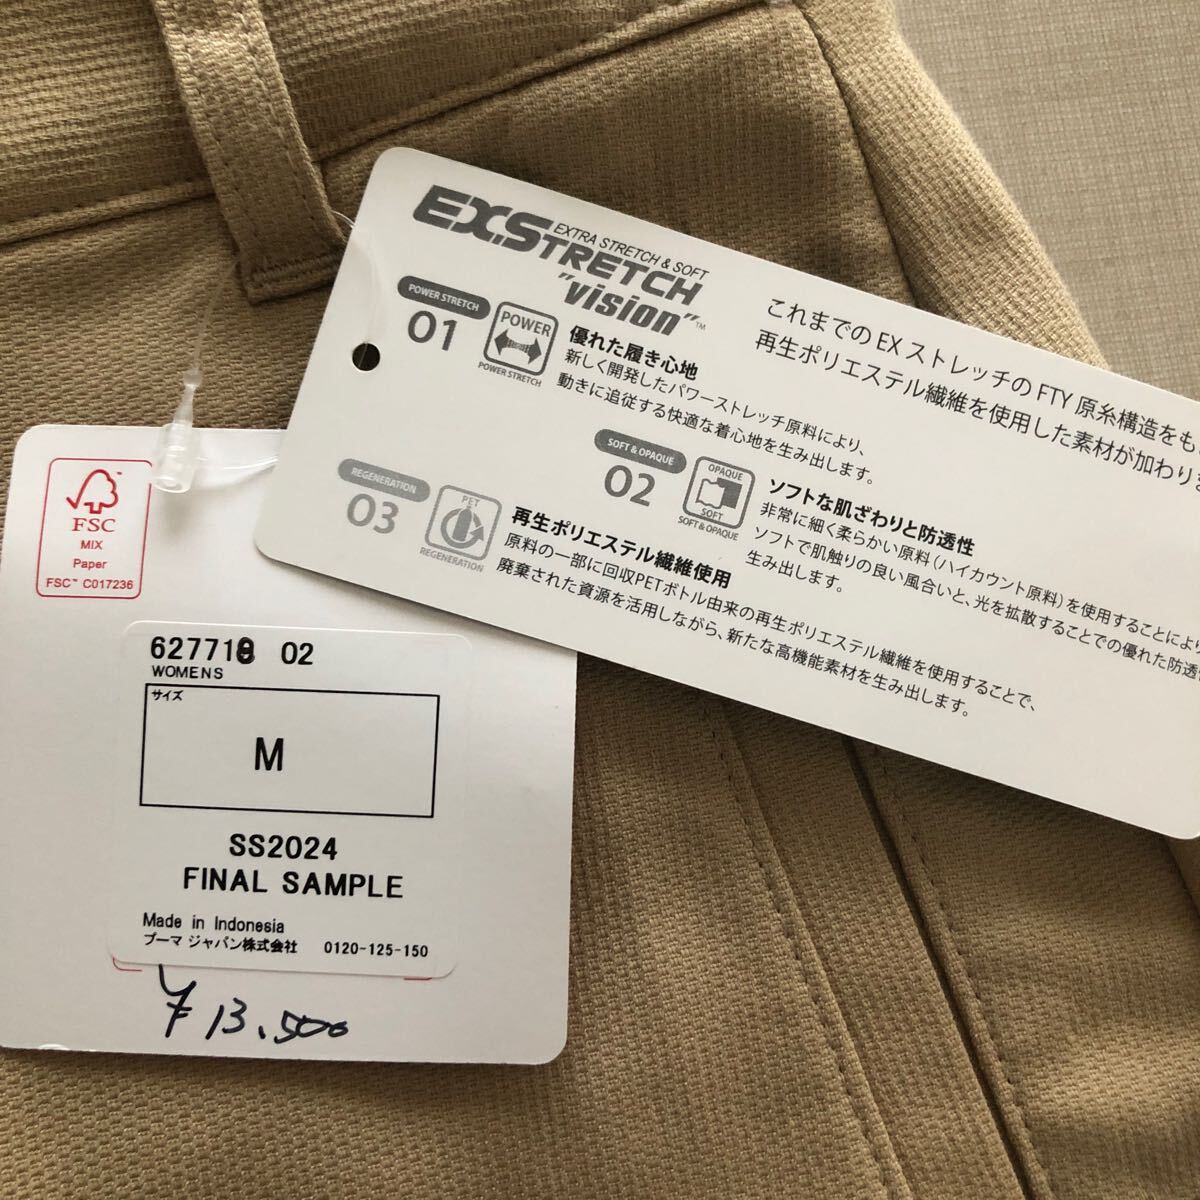 EX.STRETCH
EXTRA STRETCH & SOFT
"vision"™
これまでのEXストレッチのFTY原糸構造をも
再生ポリエステル繊維を使用した素材が加わりま
POWER STRETCH
01
POWER
POWER STRETCH
優れた履き心地
新しく開発したパワーストレッチ原料により、
動きに追従する快適な着心地を生み出します。
SOFT & OPAQUE
02
OPAQUE
SOFT
SOFT & OPAQUE
ソフトな肌ざわりと防透性
非常に細く柔らかい原料(ハイカウント原料)を使用することにより
ソフトで肌触りの良い風合いと、光を拡散することでの優れた防透性
生み出します。
REGENERATION
03
PET
REGENERATION
再生ポリエステル繊維使用
原料の一部に回収PETボトル由来の再生ポリエステル繊維を使用することで、
廃棄された資源を活用しながら、新たな高機能素材を生み出します。
FSC™
MIX
Paper
FSC™ C017236
627718 02
WOMENS
サイズ
M
SS2024
FINAL SAMPLE
Made in Indonesia
プーマ ジャパン株式会社 0120-125-150
¥13,500